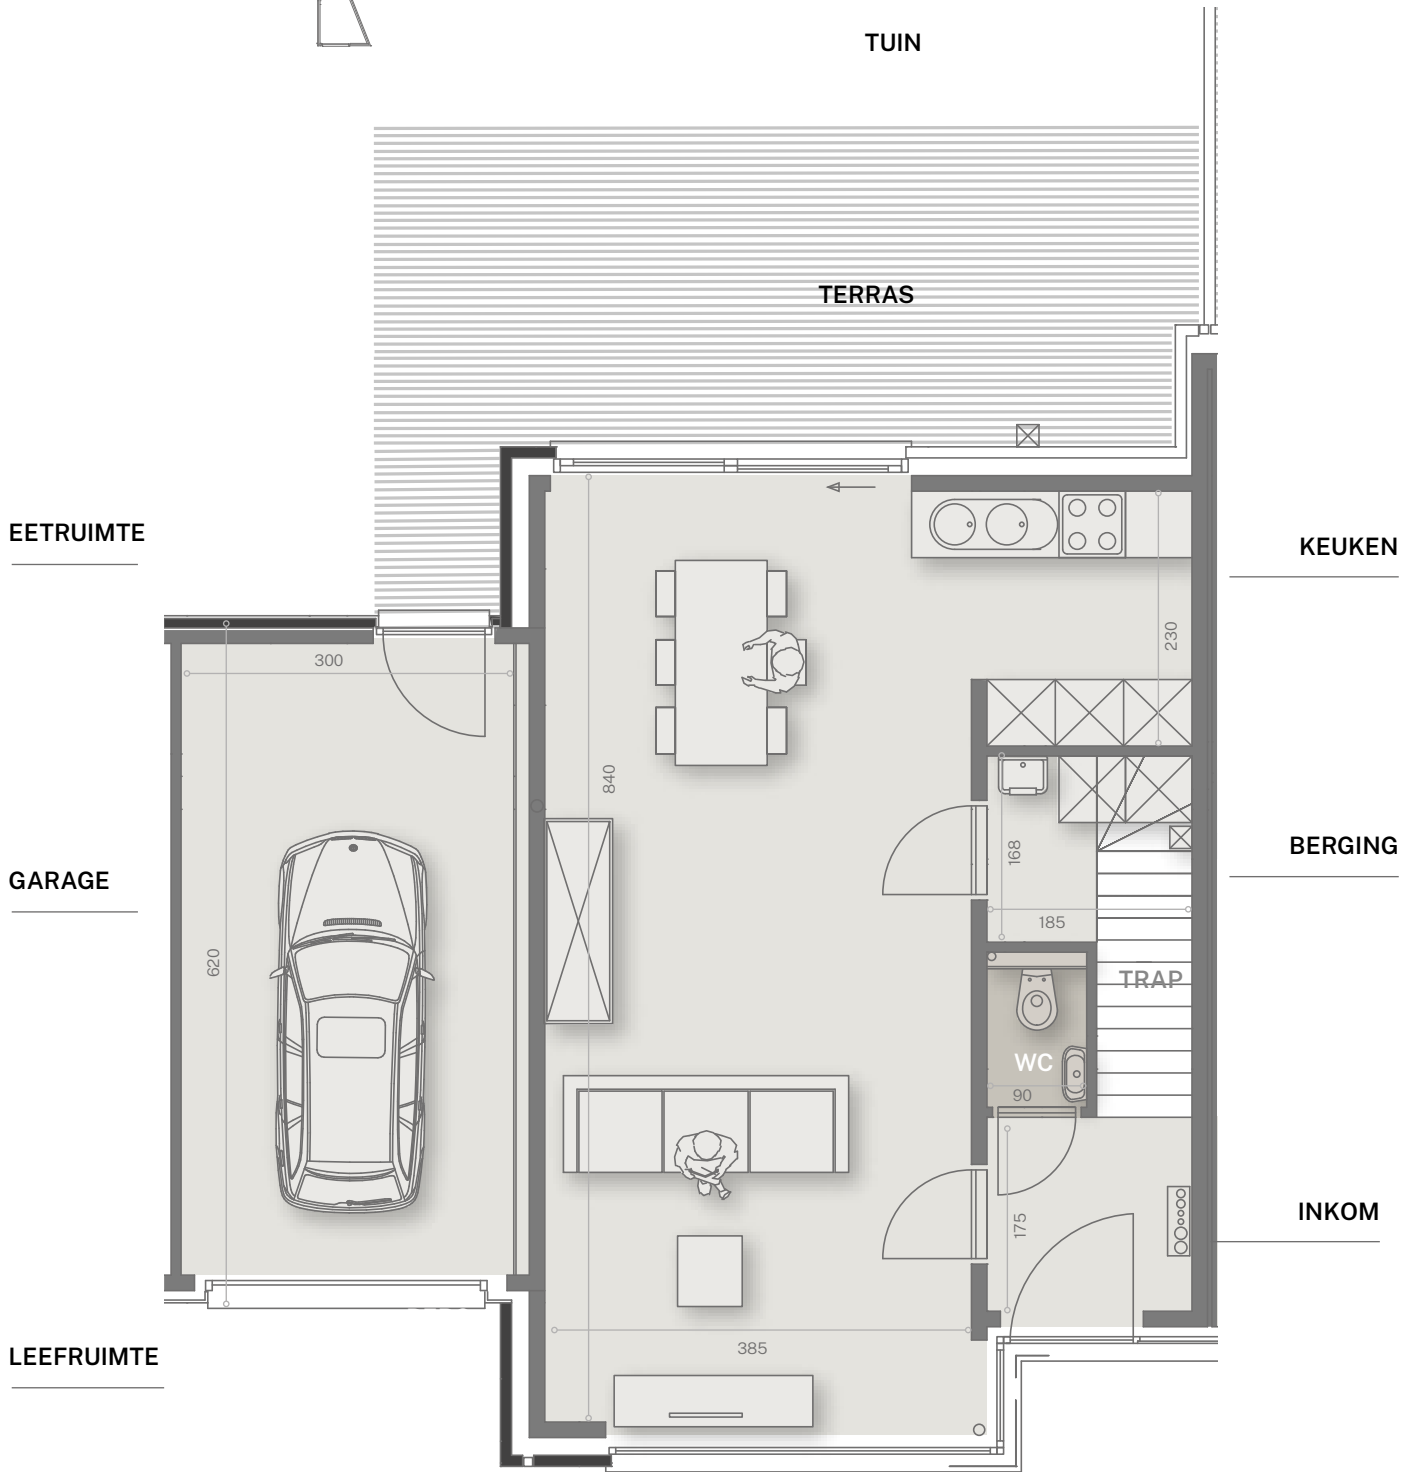 TUIN
TERRAS
EETRUIMTE
KEUKEN
230
300
840
BERGING
168
GARAGE
185
620
TRAP
WC
90
INKOM
175
385
LEEFRUIMTE